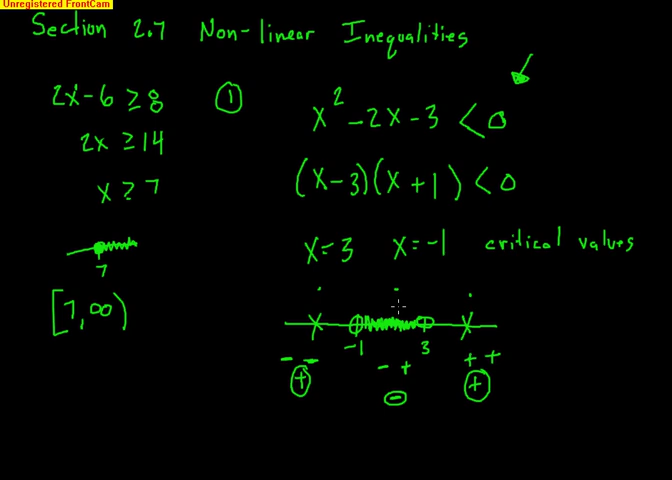 Unregistered FrontCam
Section 2.7 Non-linear Inequalities
2x-6 ≥ 8
2x ≥ 14
x ≥ 7
7
[7, ∞)
①
x² - 2x - 3 < 0
(x-3)(x+1) < 0
x = 3 x = -1 critical values
-1 3
- - - + + +
+ - +